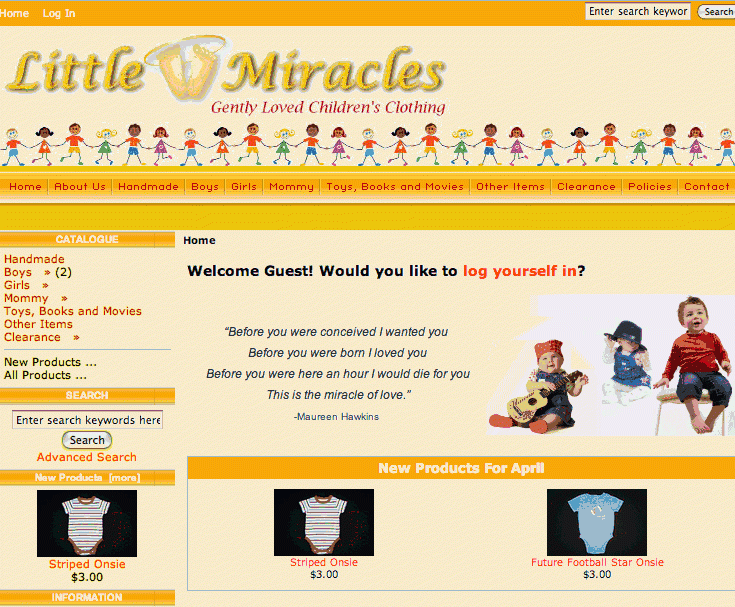 Home Log In
Enter search keywor Search
Little Miracles
Gently Loved Children's Clothing
Home About Us Handmade Boys Girls Mommy Toys, Books and Movies Other Items Clearance Policies Contact
CATALOGUE
Handmade
Boys » (2)
Girls »
Mommy »
Toys, Books and Movies
Other Items
Clearance »
New Products ...
All Products ...
SEARCH
Enter search keywords here
Search
Advanced Search
New Products [more]
Striped Onsie
$3.00
INFORMATION
Home
Welcome Guest! Would you like to log yourself in?
“Before you were conceived I wanted you
Before you were born I loved you
Before you were here an hour I would die for you
This is the miracle of love.”
-Maureen Hawkins
New Products For April
Striped Onsie
$3.00
Future Football Star Onsie
$3.00